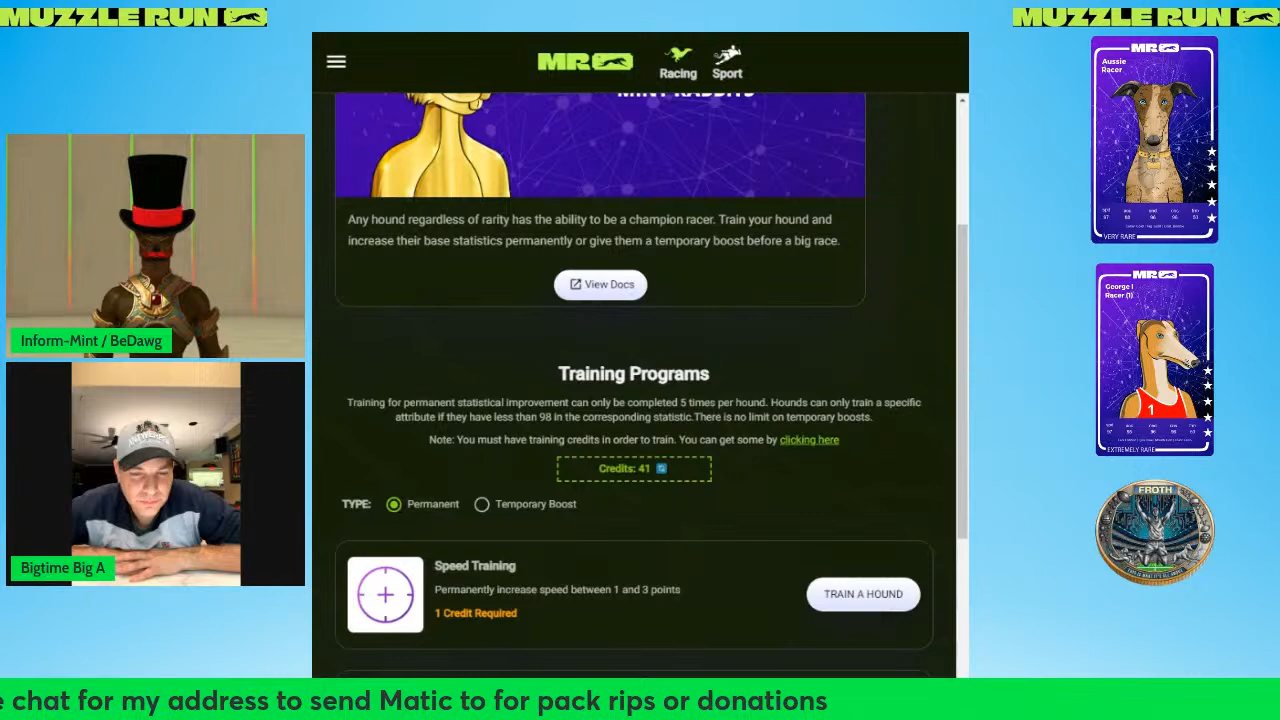 MUZZLE RUN
MUZZLE RUN
MR
Racing
Sport
MINT RABBITS
Any hound regardless of rarity has the ability to be a champion racer. Train your hound and
increase their base statistics permanently or give them a temporary boost before a big race.
View Docs
Training Programs
Training for permanent statistical improvement can only be completed 5 times per hound. Hounds can only train a specific
attribute if they have less than 98 in the corresponding statistic.There is no limit on temporary boosts.
Note: You must have training credits in order to train. You can get some by clicking here
Credits: 41
TYPE:
Permanent
Temporary Boost
Speed Training
Permanently increase speed between 1 and 3 points
1 Credit Required
TRAIN A HOUND
Inform-Mint / BeDawg
ANTWERP
Bigtime Big A
MR
Aussie
Racer
VERY RARE
MR
George I
Racer (1)
1
EXTREMELY RARE
FROTH
e chat for my address to send Matic to for pack rips or donations